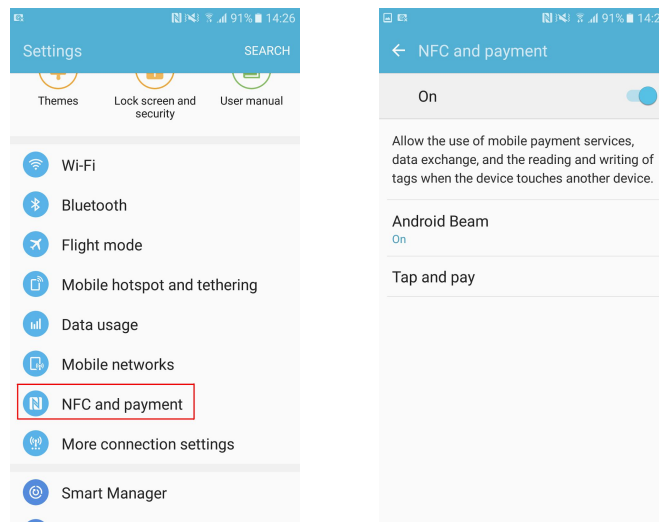 91% 14:26
Settings
SEARCH
Themes
Lock screen and
security
User manual
Wi-Fi
Bluetooth
Flight mode
Mobile hotspot and tethering
Data usage
Mobile networks
NFC and payment
More connection settings
Smart Manager
91% 14:2
NFC and payment
On
Allow the use of mobile payment services,
data exchange, and the reading and writing of
tags when the device touches another device.
Android Beam
On
Tap and pay